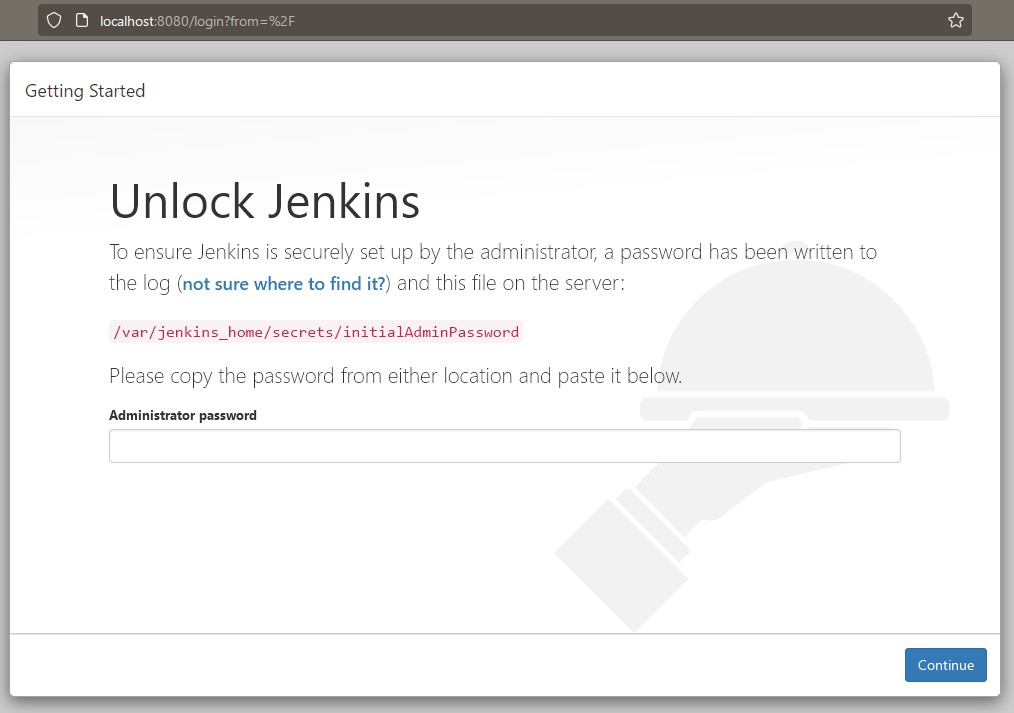 localhost:8080/login?from=%2F
Getting Started
Unlock Jenkins
To ensure Jenkins is securely set up by the administrator, a password has been written to
the log (not sure where to find it?) and this file on the server:
/var/jenkins_home/secrets/initialAdminPassword
Please copy the password from either location and paste it below.
Administrator password
Continue